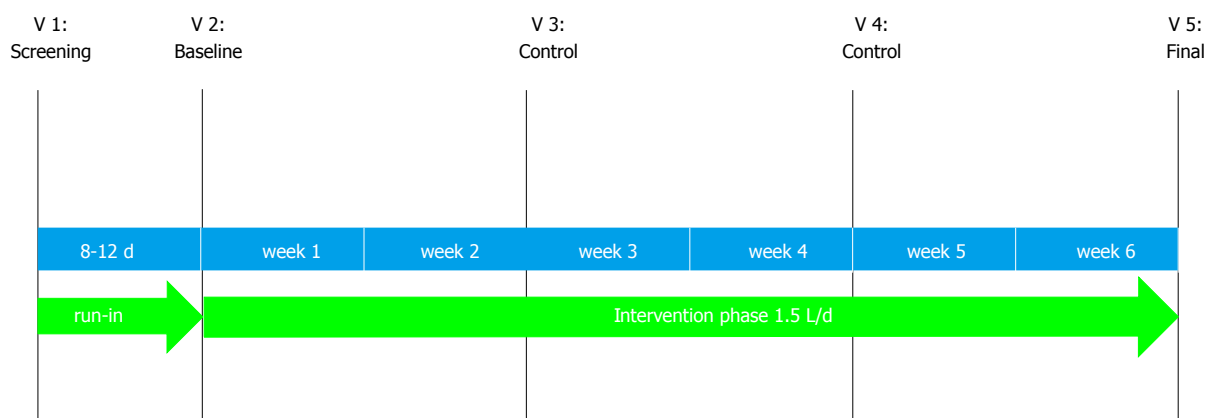 V 1:
Screening
V 2:
Baseline
V 3:
Control
V 4:
Control
V 5:
Final
8-12 d
week 1
week 2
week 3
week 4
week 5
week 6
run-in
Intervention phase 1.5 L/d